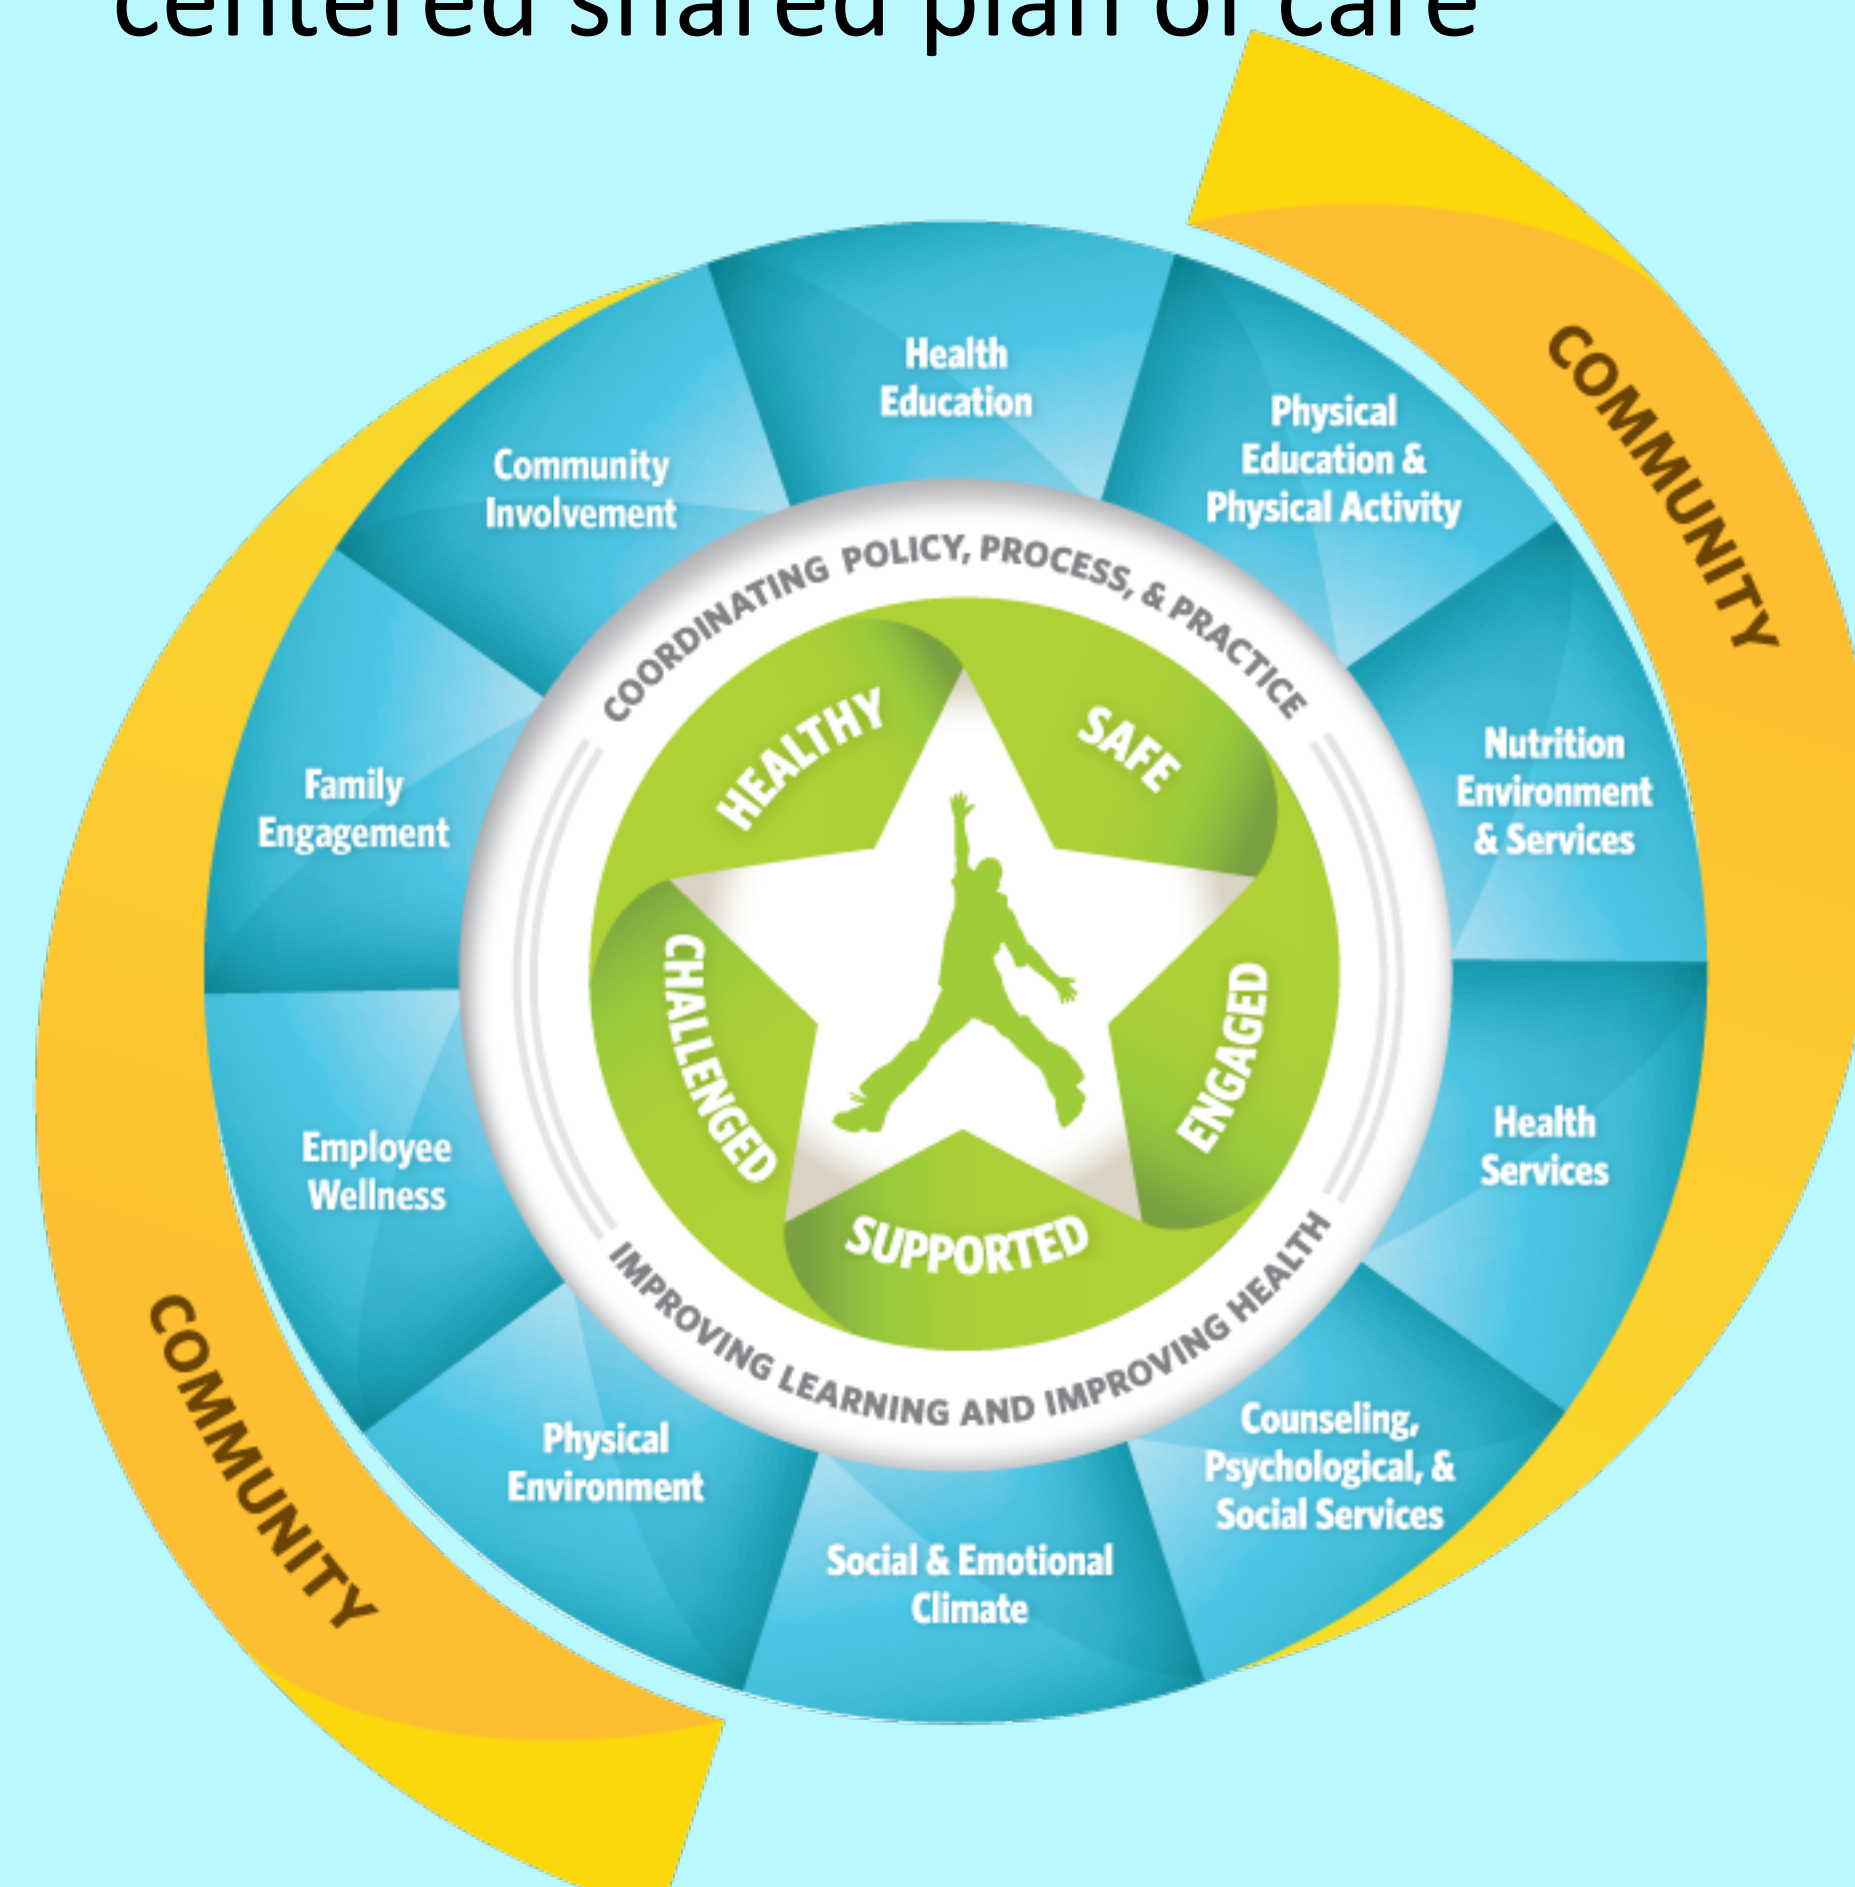 centered shared plan of care
COMMUNITY
Health
Education
Physical
Education &
Physical Activity
Nutrition
Environment
& Services
Health
Services
Counseling,
Psychological, &
Social Services
Social & Emotional
Climate
Physical
Environment
Employee
Wellness
Family
Engagement
Community
Involvement
COORDINATING POLICY, PROCESS, & PRACTICE
IMPROVING LEARNING AND IMPROVING HEALTH
HEALTHY
SAFE
ENGAGED
SUPPORTED
CHALLENGED
COMMUNITY